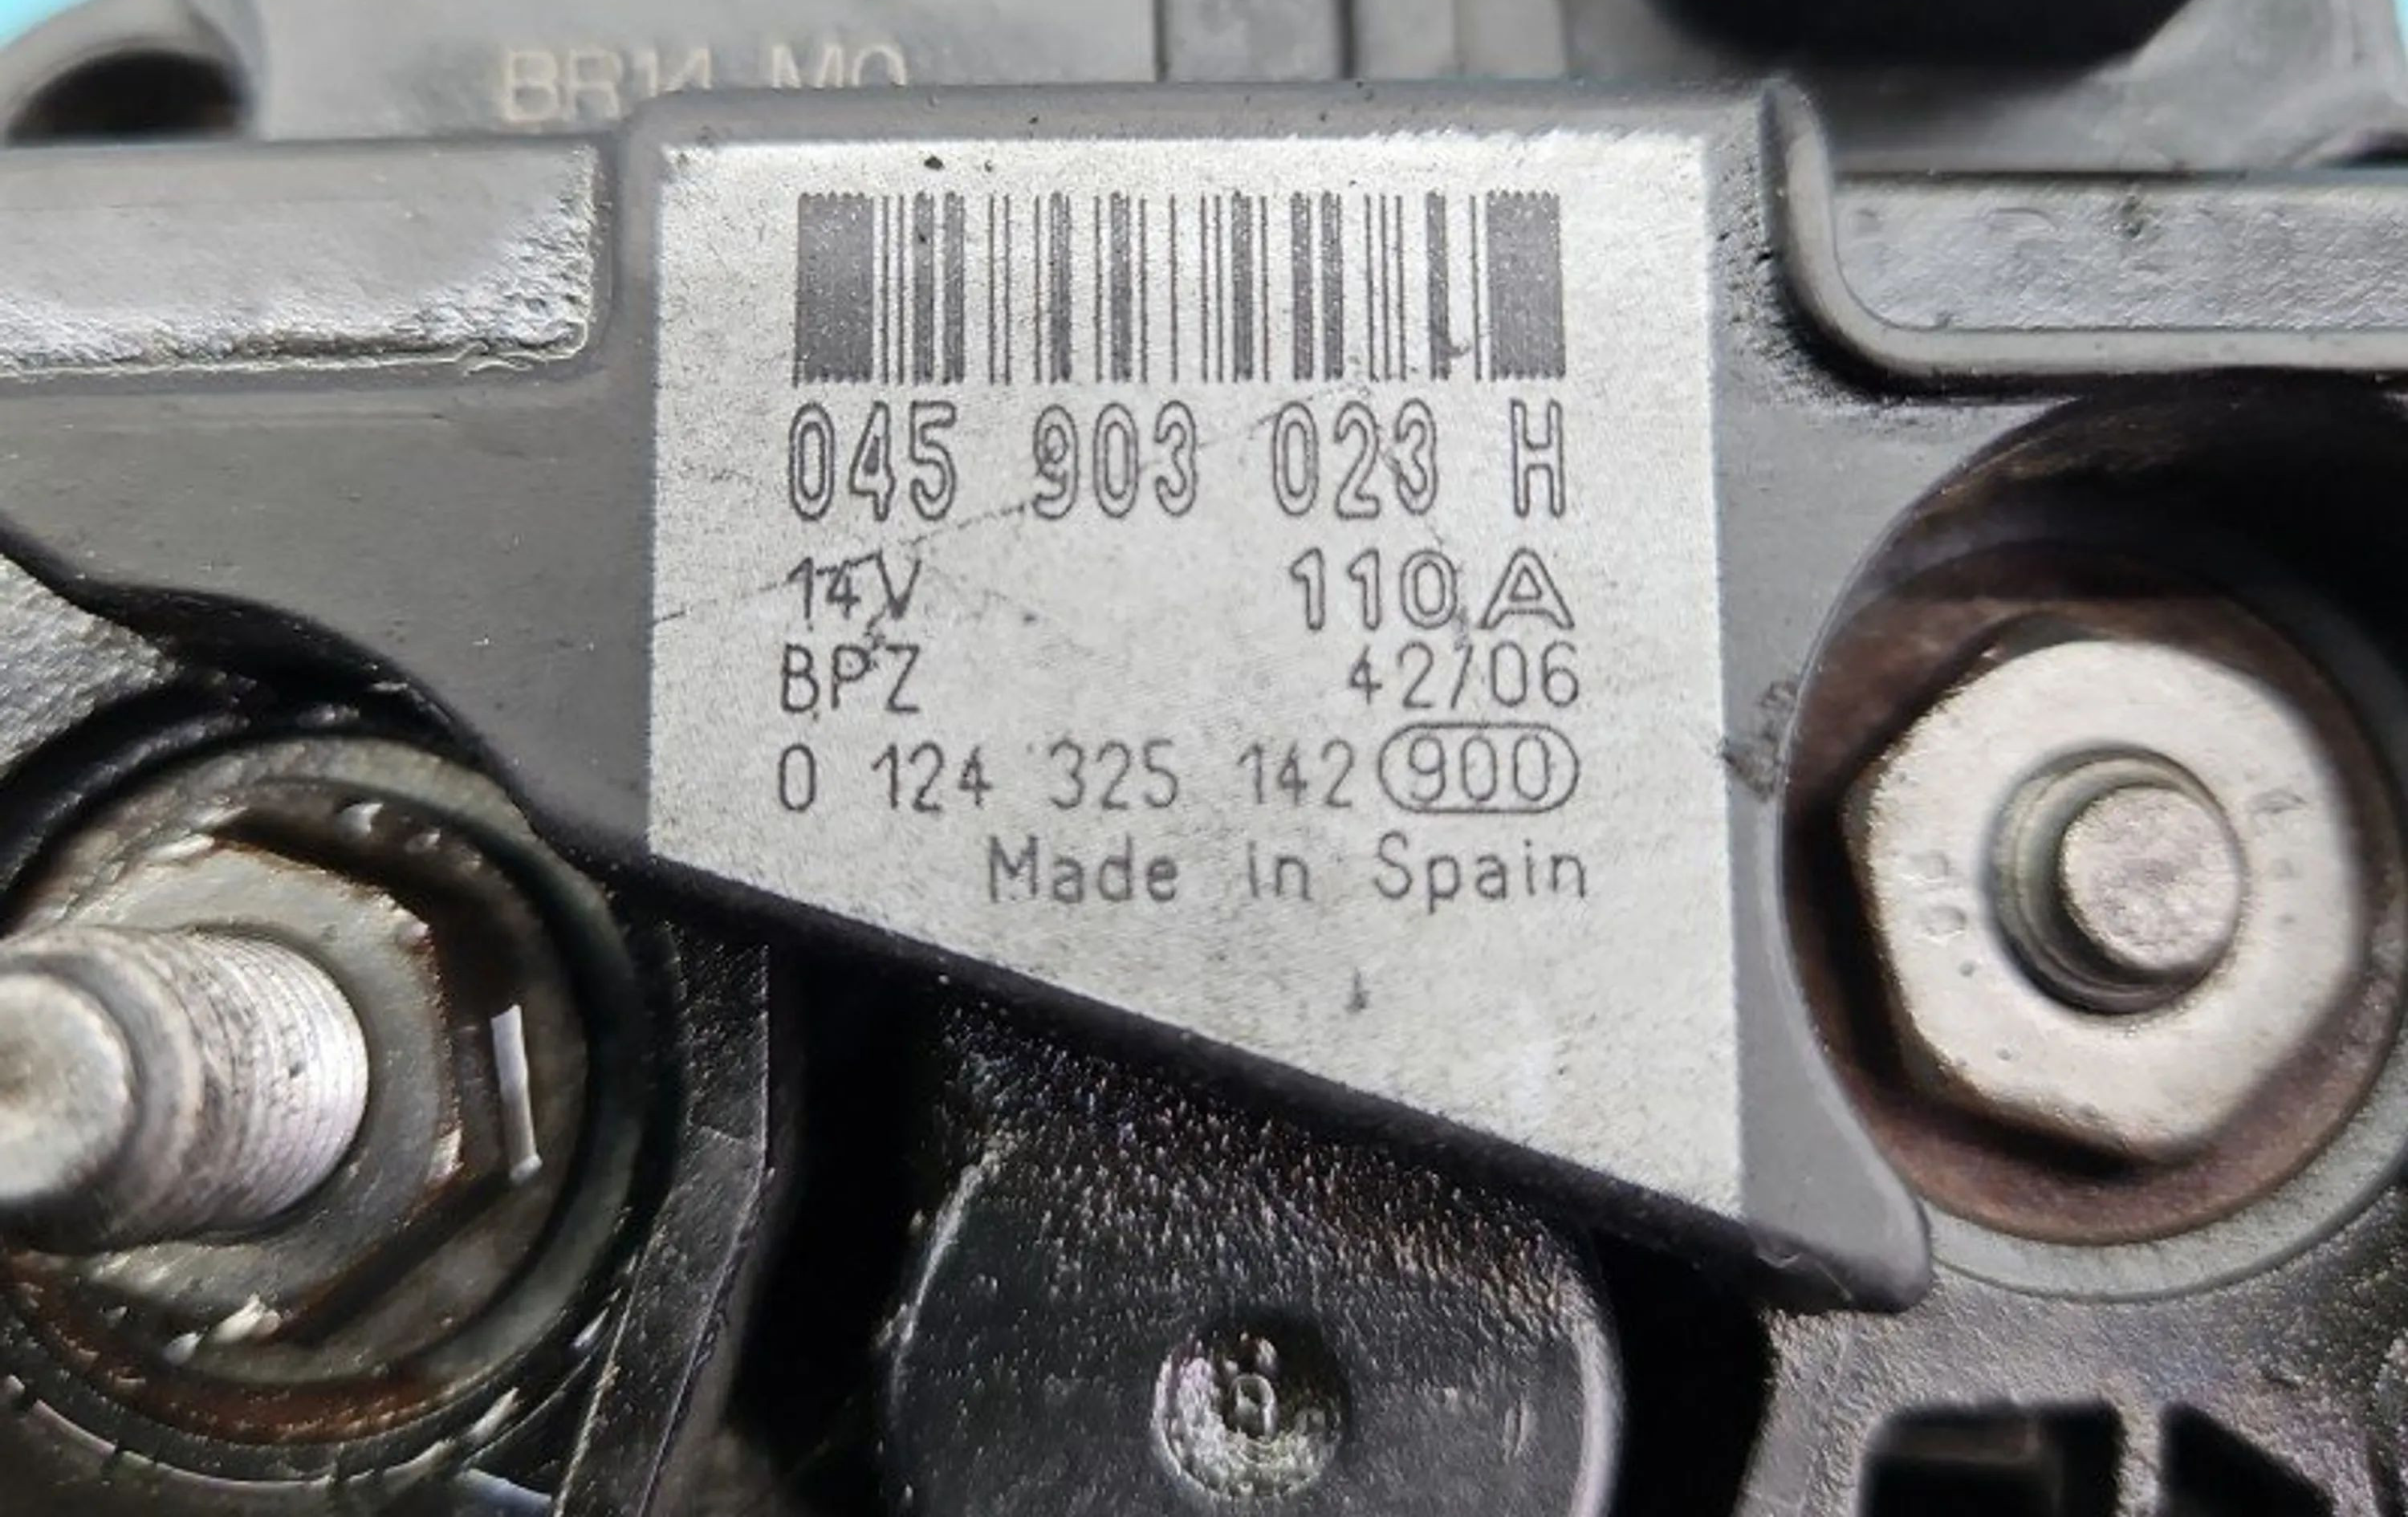 BR14-M0
045 903 023 H
14V 110A
BPZ 42/06
0 124 325 142 900
Made in Spain